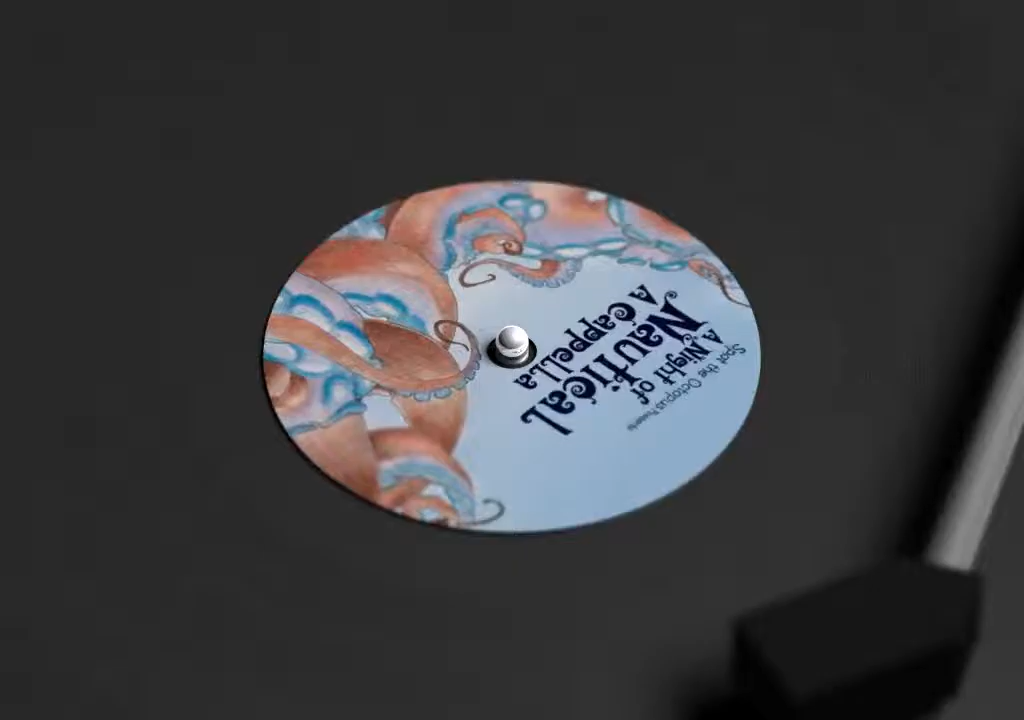 Spot the Octopus Presents
A Night of
Nautical
A Cappella